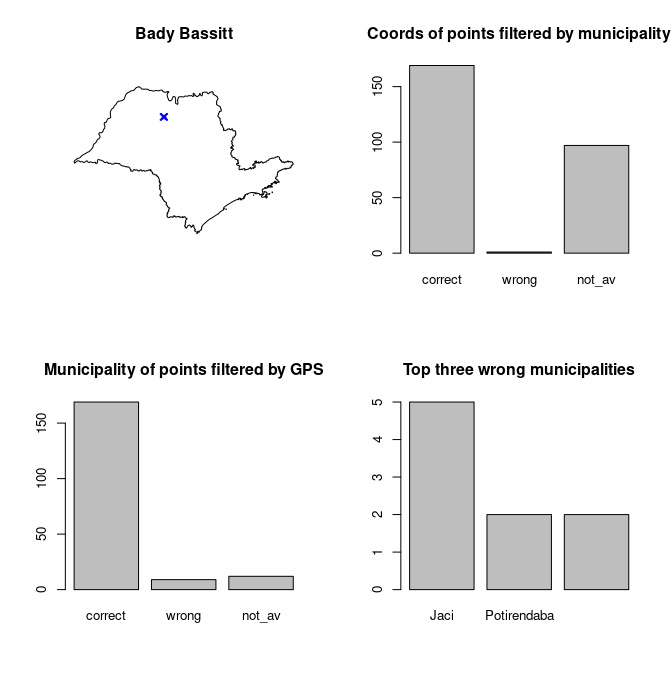 Bady Bassitt
Coords of points filtered by municipality
150
100
50
0
correct wrong not_av
Municipality of points filtered by GPS
150
100
50
0
correct wrong not_av
Top three wrong municipalities
5
4
3
2
1
0
Jaci Potirendaba